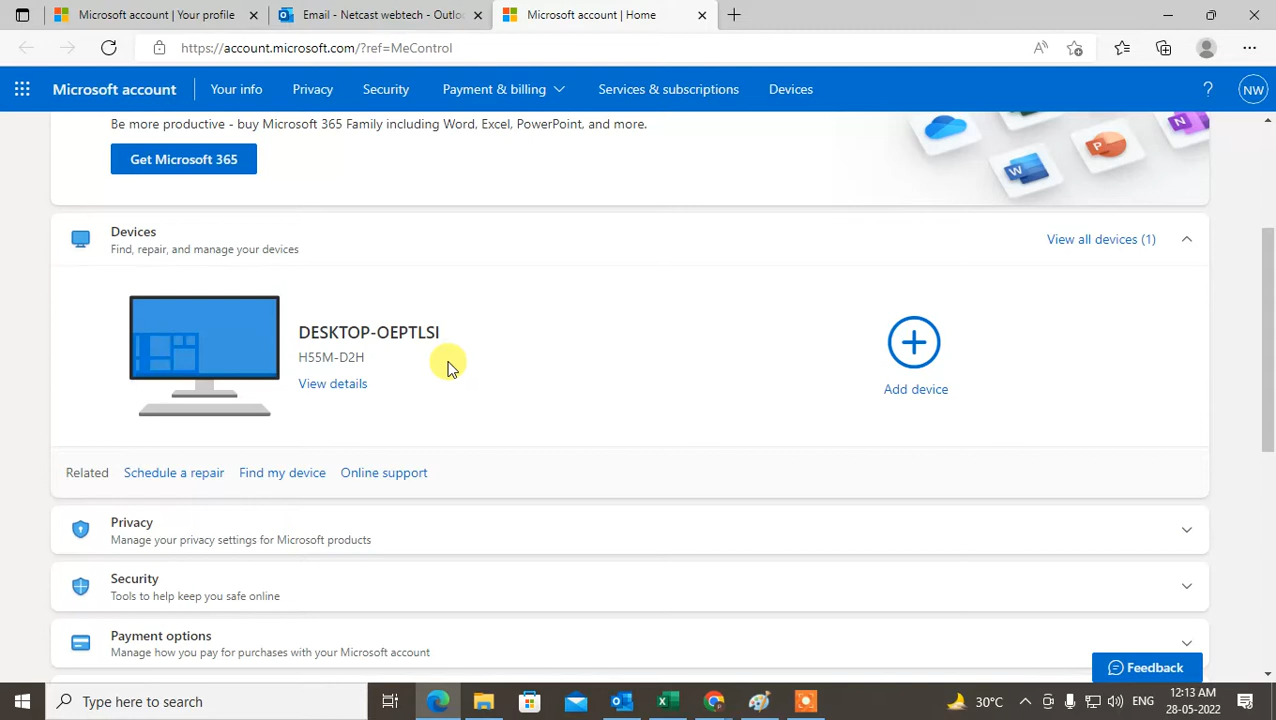 Microsoft account | Your profile
Email - Netcast webtech - Outlo
Microsoft account | Home
https://account.microsoft.com/?ref=MeControl
Microsoft account
Your info
Privacy
Security
Payment & billing
Services & subscriptions
Devices
?
NW
Be more productive - buy Microsoft 365 Family including Word, Excel, PowerPoint, and more.
Get Microsoft 365
Devices
Find, repair, and manage your devices
View all devices (1)
DESKTOP-OEPTLSI
H55M-D2H
View details
Add device
Related
Schedule a repair
Find my device
Online support
Privacy
Manage your privacy settings for Microsoft products
Security
Tools to help keep you safe online
Payment options
Manage how you pay for purchases with your Microsoft account
Feedback
Type here to search
30°C
ENG
12:13 AM
28-05-2022